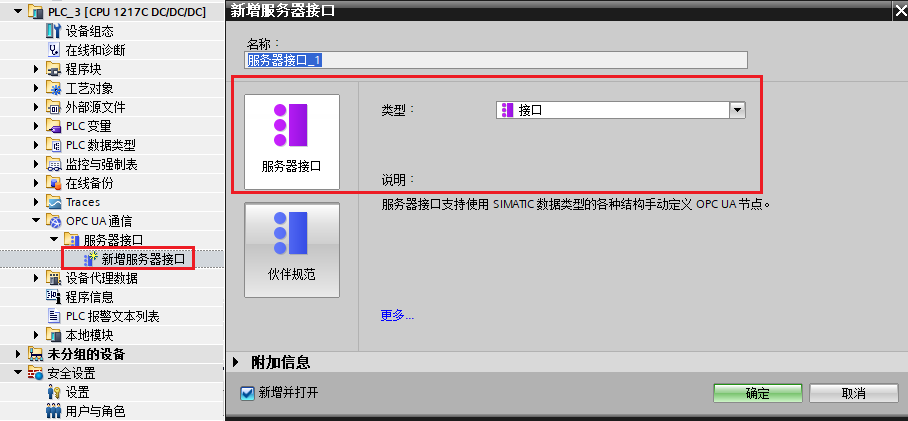 PLC_3 [CPU 1217C DC/DC/DC]
设备组态
在线和诊断
程序块
工艺对象
外部源文件
PLC 变量
PLC 数据类型
监控与强制表
在线备份
Traces
OPC UA 通信
服务器接口
新增服务器接口
设备代理数据
程序信息
PLC 报警文本列表
本地模块
未分组的设备
安全设置
设置
用户与角色
新增服务器接口
名称：
服务器接口_1
服务器接口
类型：
接口
说明：
服务器接口支持使用 SIMATIC 数据类型的各种结构手动定义 OPC UA 节点。
伙伴规范
更多...
附加信息
新增并打开
确定
取消